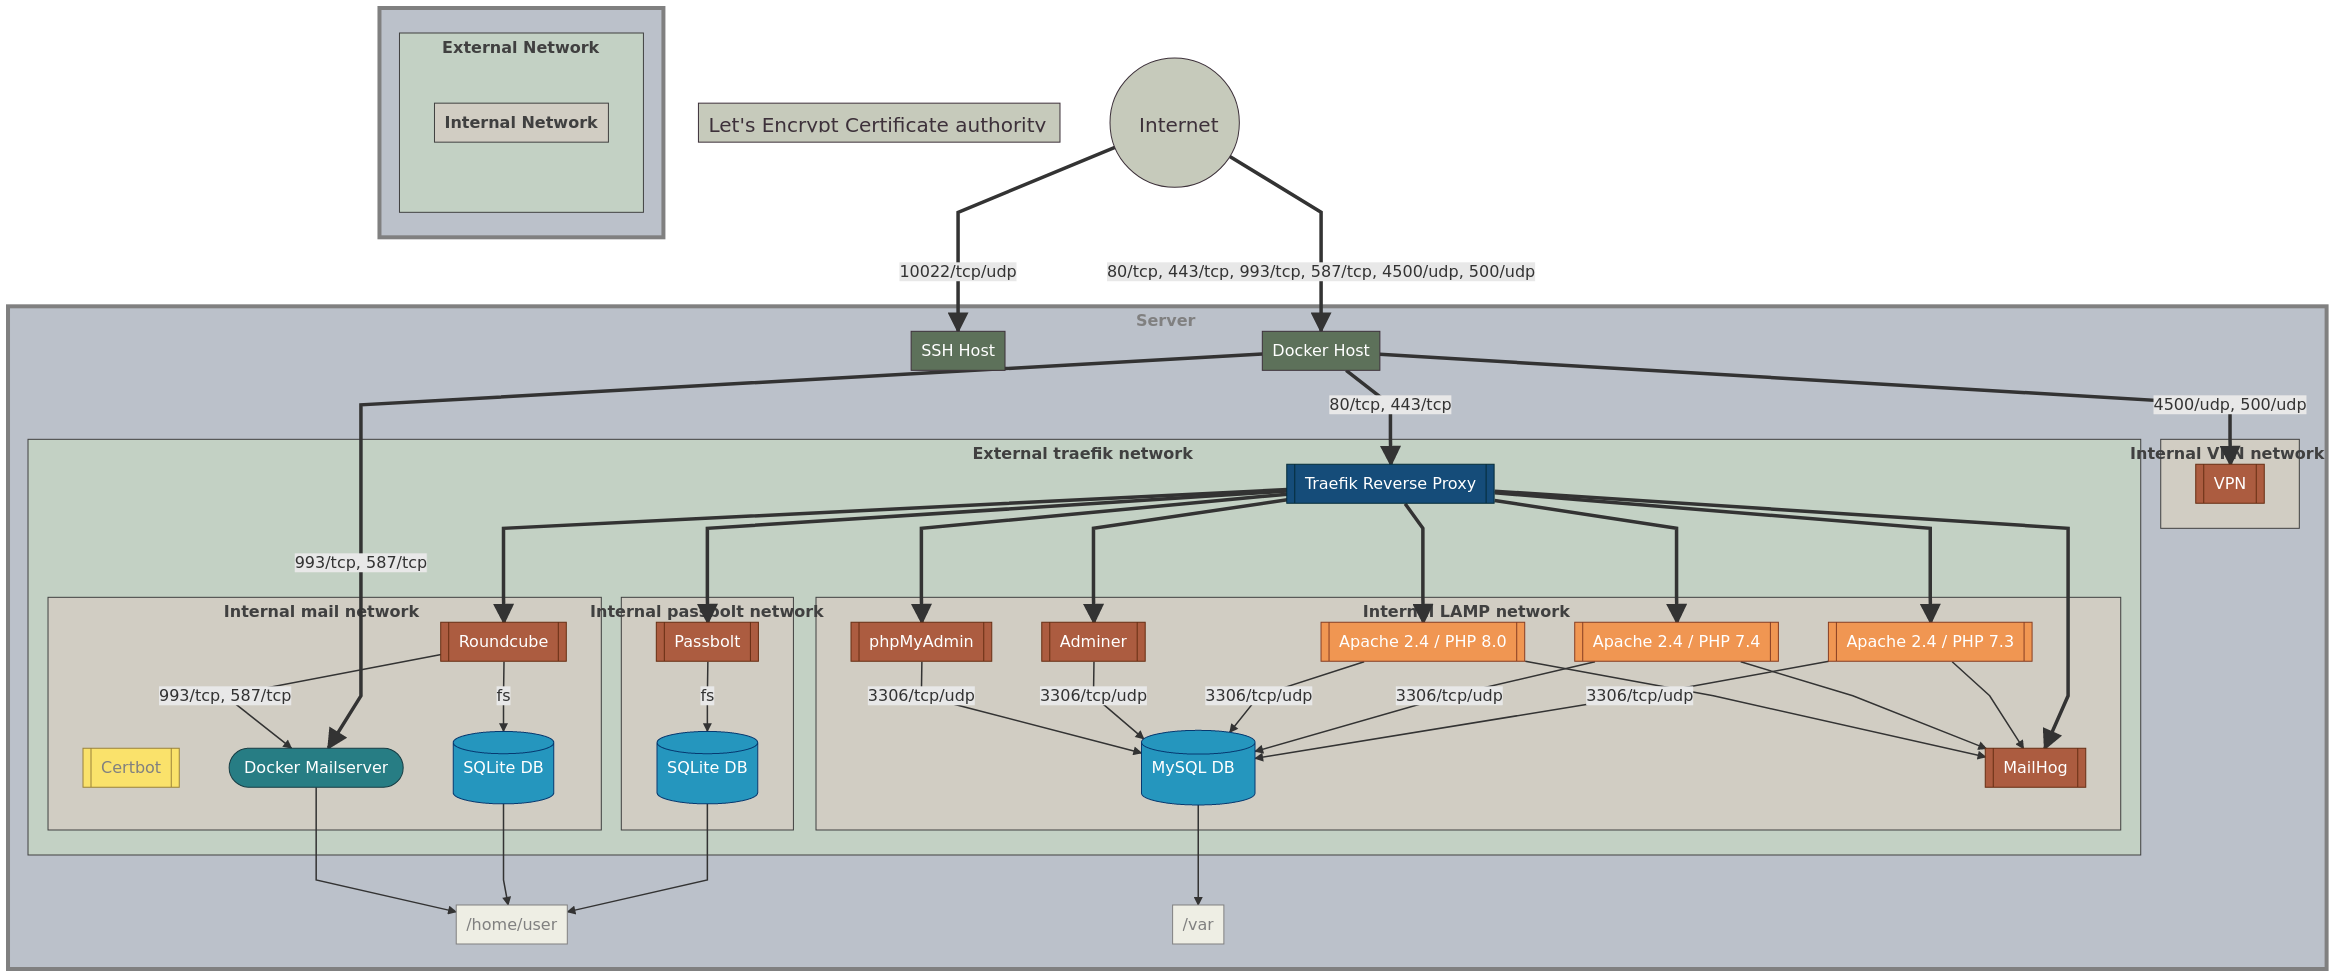 External Network
Internal Network
Let's Encrypt Certificate authority
Internet
10022/tcp/udp
80/tcp, 443/tcp, 993/tcp, 587/tcp, 4500/udp, 500/udp
Server
SSH Host
Docker Host
80/tcp, 443/tcp
4500/udp, 500/udp
External traefik network
Internal VPN network
Traefik Reverse Proxy
VPN
993/tcp, 587/tcp
Internal mail network
Internal passbolt network
Internal LAMP network
Roundcube
Passbolt
phpMyAdmin
Adminer
Apache 2.4 / PHP 8.0
Apache 2.4 / PHP 7.4
Apache 2.4 / PHP 7.3
993/tcp, 587/tcp
fs
fs
3306/tcp/udp
3306/tcp/udp
3306/tcp/udp
3306/tcp/udp
3306/tcp/udp
Certbot
Docker Mailserver
SQLite DB
SQLite DB
MySQL DB
MailHog
/home/user
/var